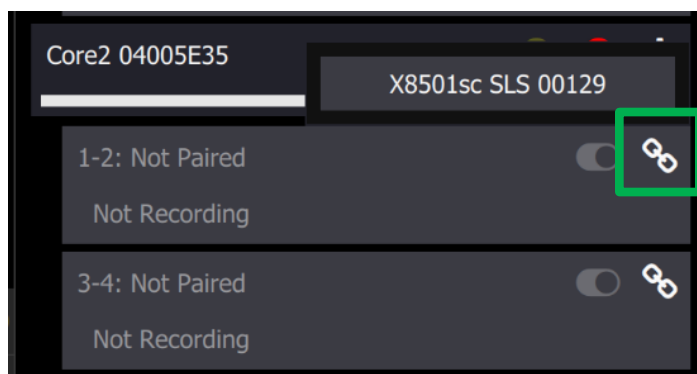 Core2 04005E35
X8501sc SLS 00129
1-2: Not Paired
Not Recording
3-4: Not Paired
Not Recording